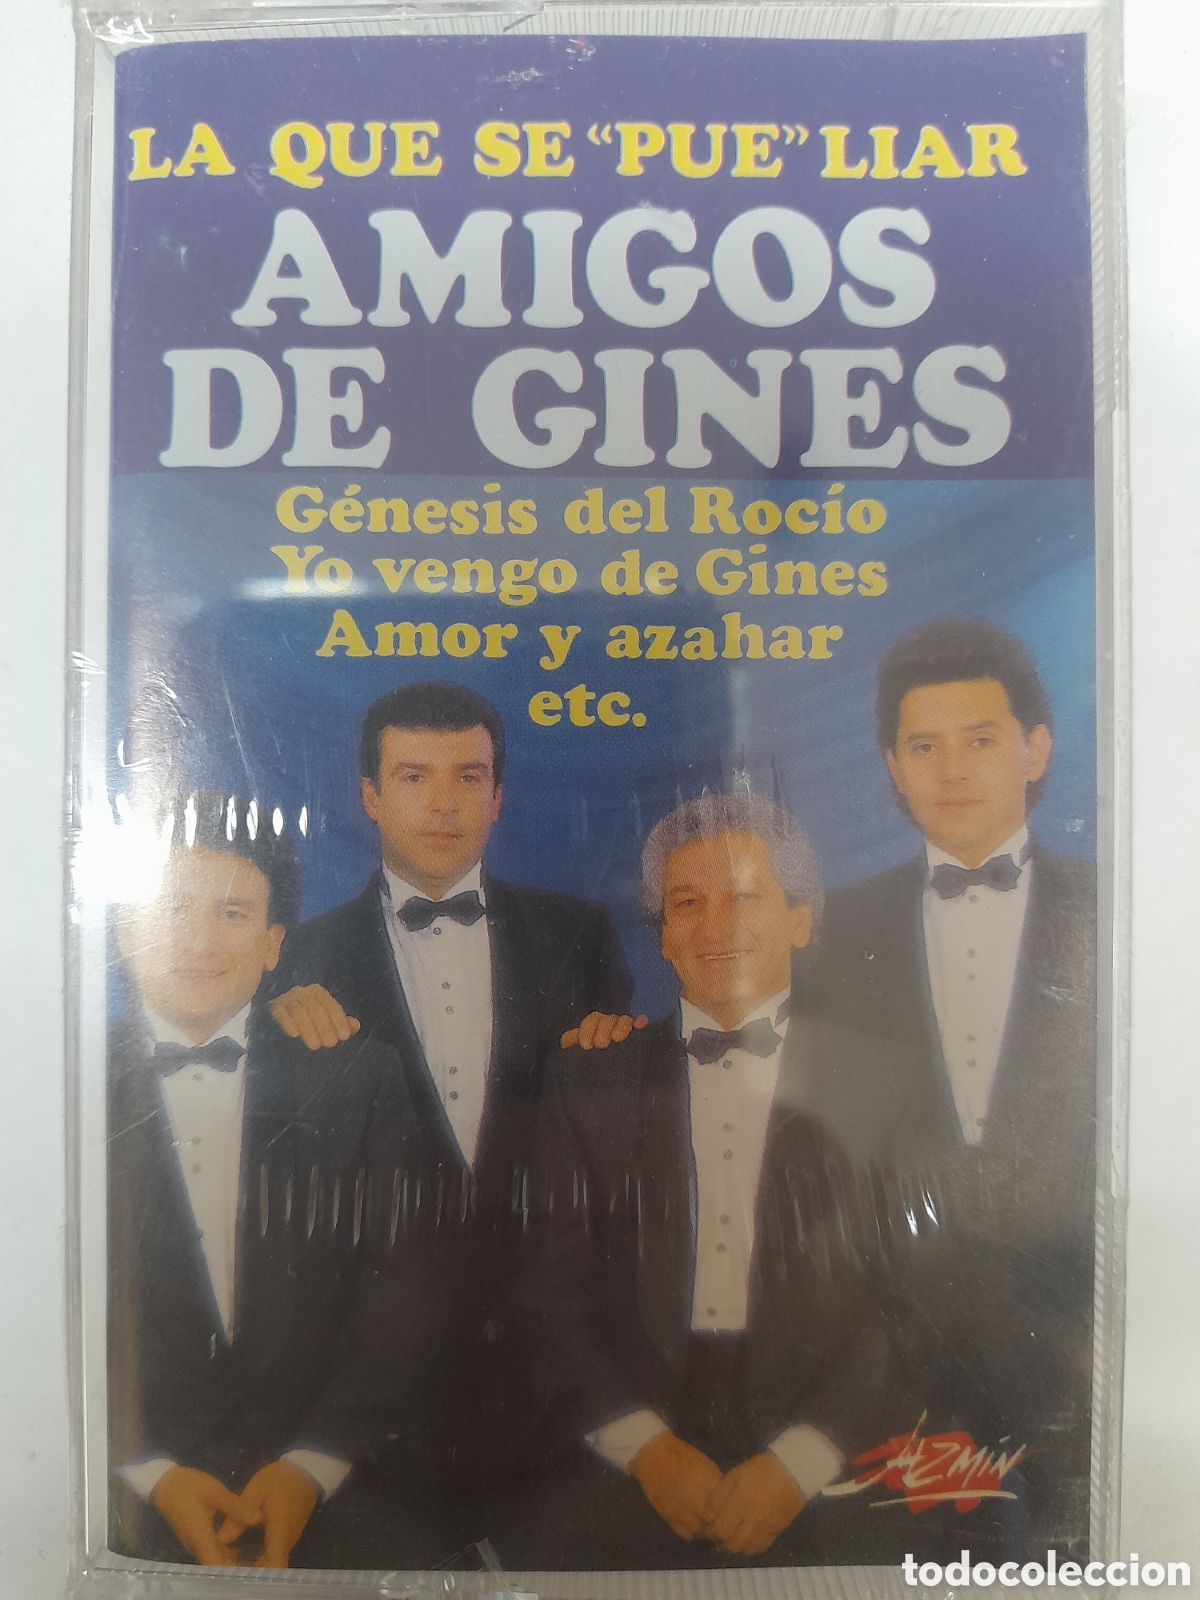 LA QUE SE “PUE” LIAR
AMIGOS
DE GINES
Génesis del Rocío
Yo vengo de Gines
Amor y azahar
etc.
JAZMIN
todocoleccion